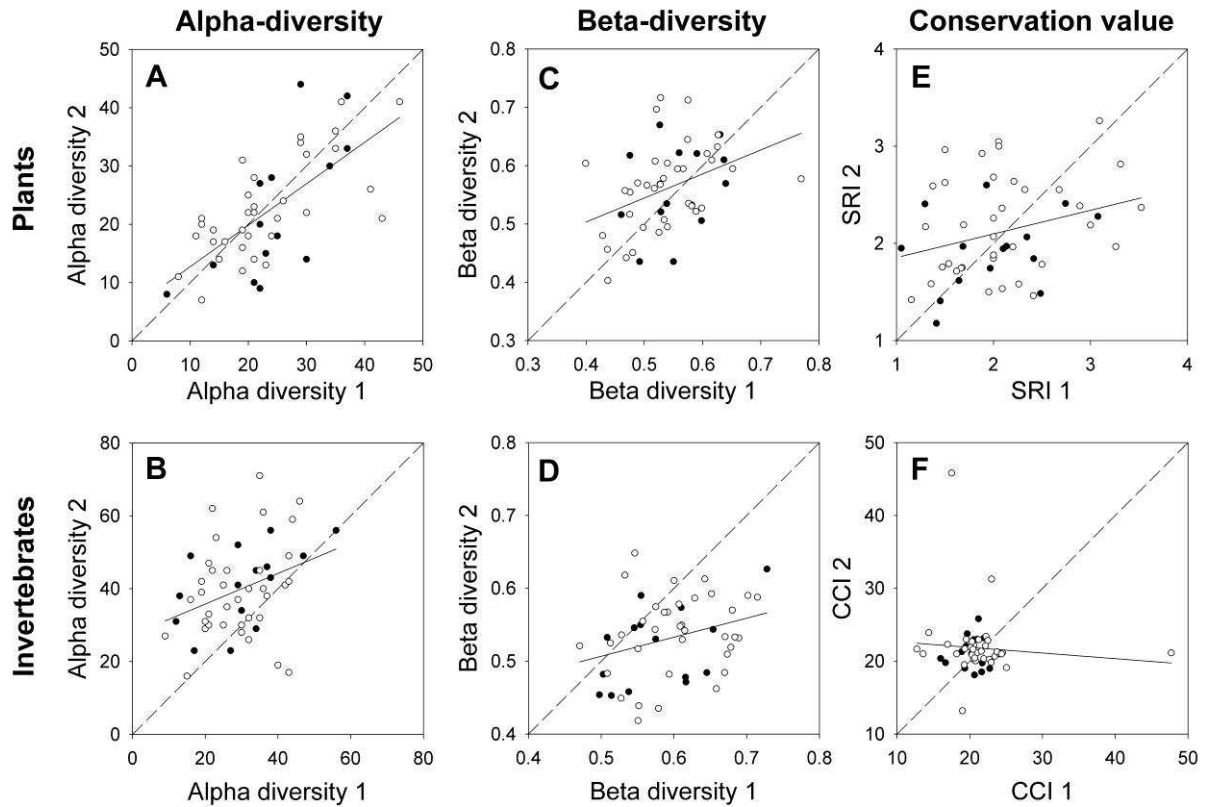 Alpha-diversity
Beta-diversity
Conservation value
Plants
A
50
40
30
20
10
0
Alpha diversity 2
0 10 20 30 40 50
Alpha diversity 1
C
0.8
0.7
0.6
0.5
0.4
0.3
Beta diversity 2
0.3 0.4 0.5 0.6 0.7 0.8
Beta diversity 1
E
4
3
2
1
SRI 2
1 2 3 4
SRI 1
Invertebrates
B
80
60
40
20
0
Alpha diversity 2
0 20 40 60 80
Alpha diversity 1
D
0.8
0.7
0.6
0.5
0.4
Beta diversity 2
0.4 0.5 0.6 0.7 0.8
Beta diversity 1
F
50
40
30
20
10
CCI 2
10 20 30 40 50
CCI 1